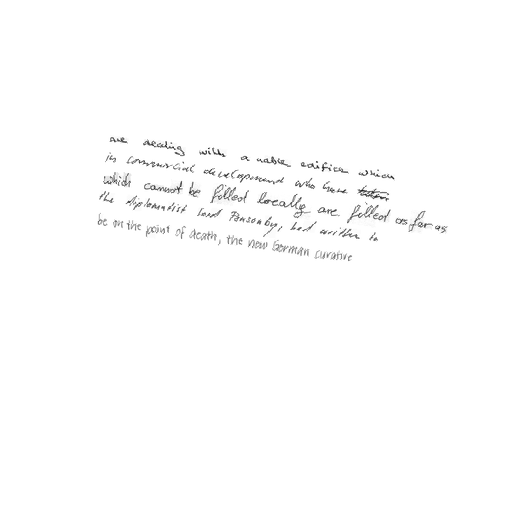 are dealing with a noble edifice which
in commercial development who have
which cannot be filled locally are filled as far as
the diplomatist Lord Ponsonby, had written to
be on the point of death, the new German curative